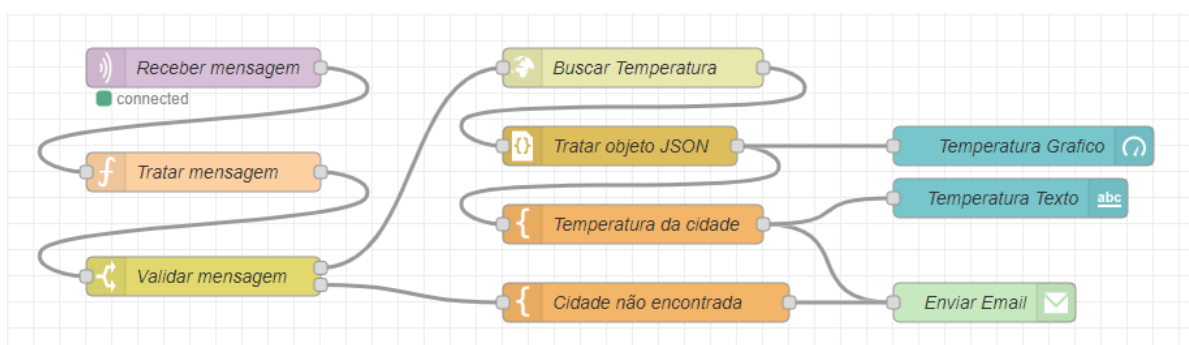 Receber mensagem
connected
Tratar mensagem
Validar mensagem
Buscar Temperatura
Tratar objeto JSON
Temperatura da cidade
Cidade não encontrada
Temperatura Grafico
Temperatura Texto abc
Enviar Email